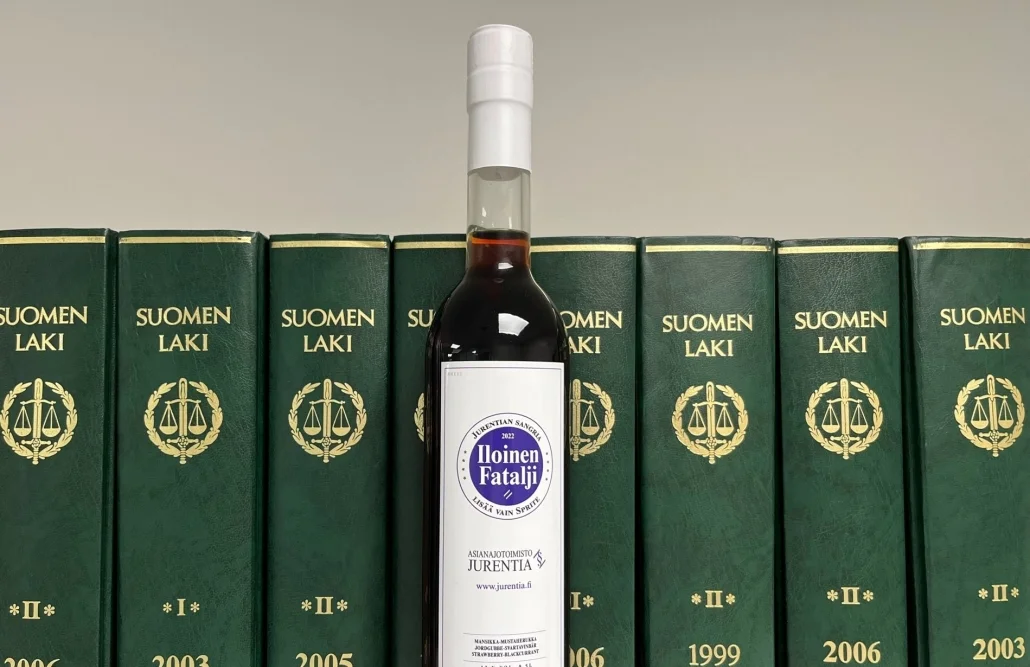 SUOMEN
LAKI
*II*
SUOMEN
LAKI
*I*
2003
SUOMEN
LAKI
*II*
2005
JURENTIAN SANGRIA
2022
Iloinen
Fatalji
LISÄÄ VAIN SPRITE
ASIANAJOTOIMISTO
JURENTIA
www.jurentia.fi
MANSIKKA-MUSTAHERUKKA
JORDGUBBE-SVARTAVINBÄR
STRAWBERRY-BLACKCURRANT
SUOMEN
LAKI
*II*
1999
SUOMEN
LAKI
*II*
2006
SUOMEN
LAKI
*II*
2003